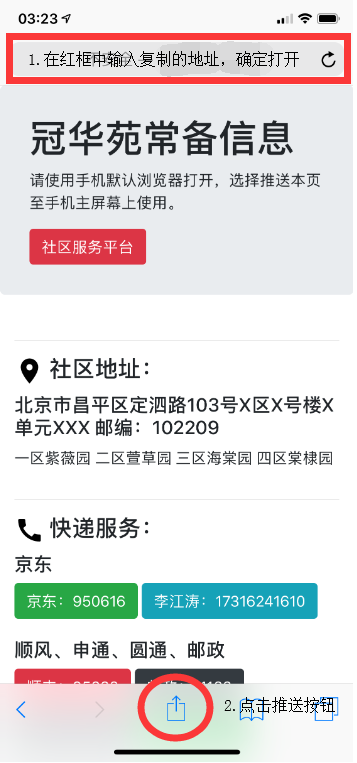 03:23
1.在红框中输入复制的地址，确定打开
冠华苑常备信息
请使用手机默认浏览器打开，选择推送本页
至手机主屏幕上使用。
社区服务平台
社区地址：
北京市昌平区定泗路103号X区X号楼X
单元XXX 邮编：102209
一区紫薇园 二区萱草园 三区海棠园 四区棠棣园
快递服务：
京东
京东：950616
李江涛：17316241610
顺风、申通、圆通、邮政
2.点击推送按钮